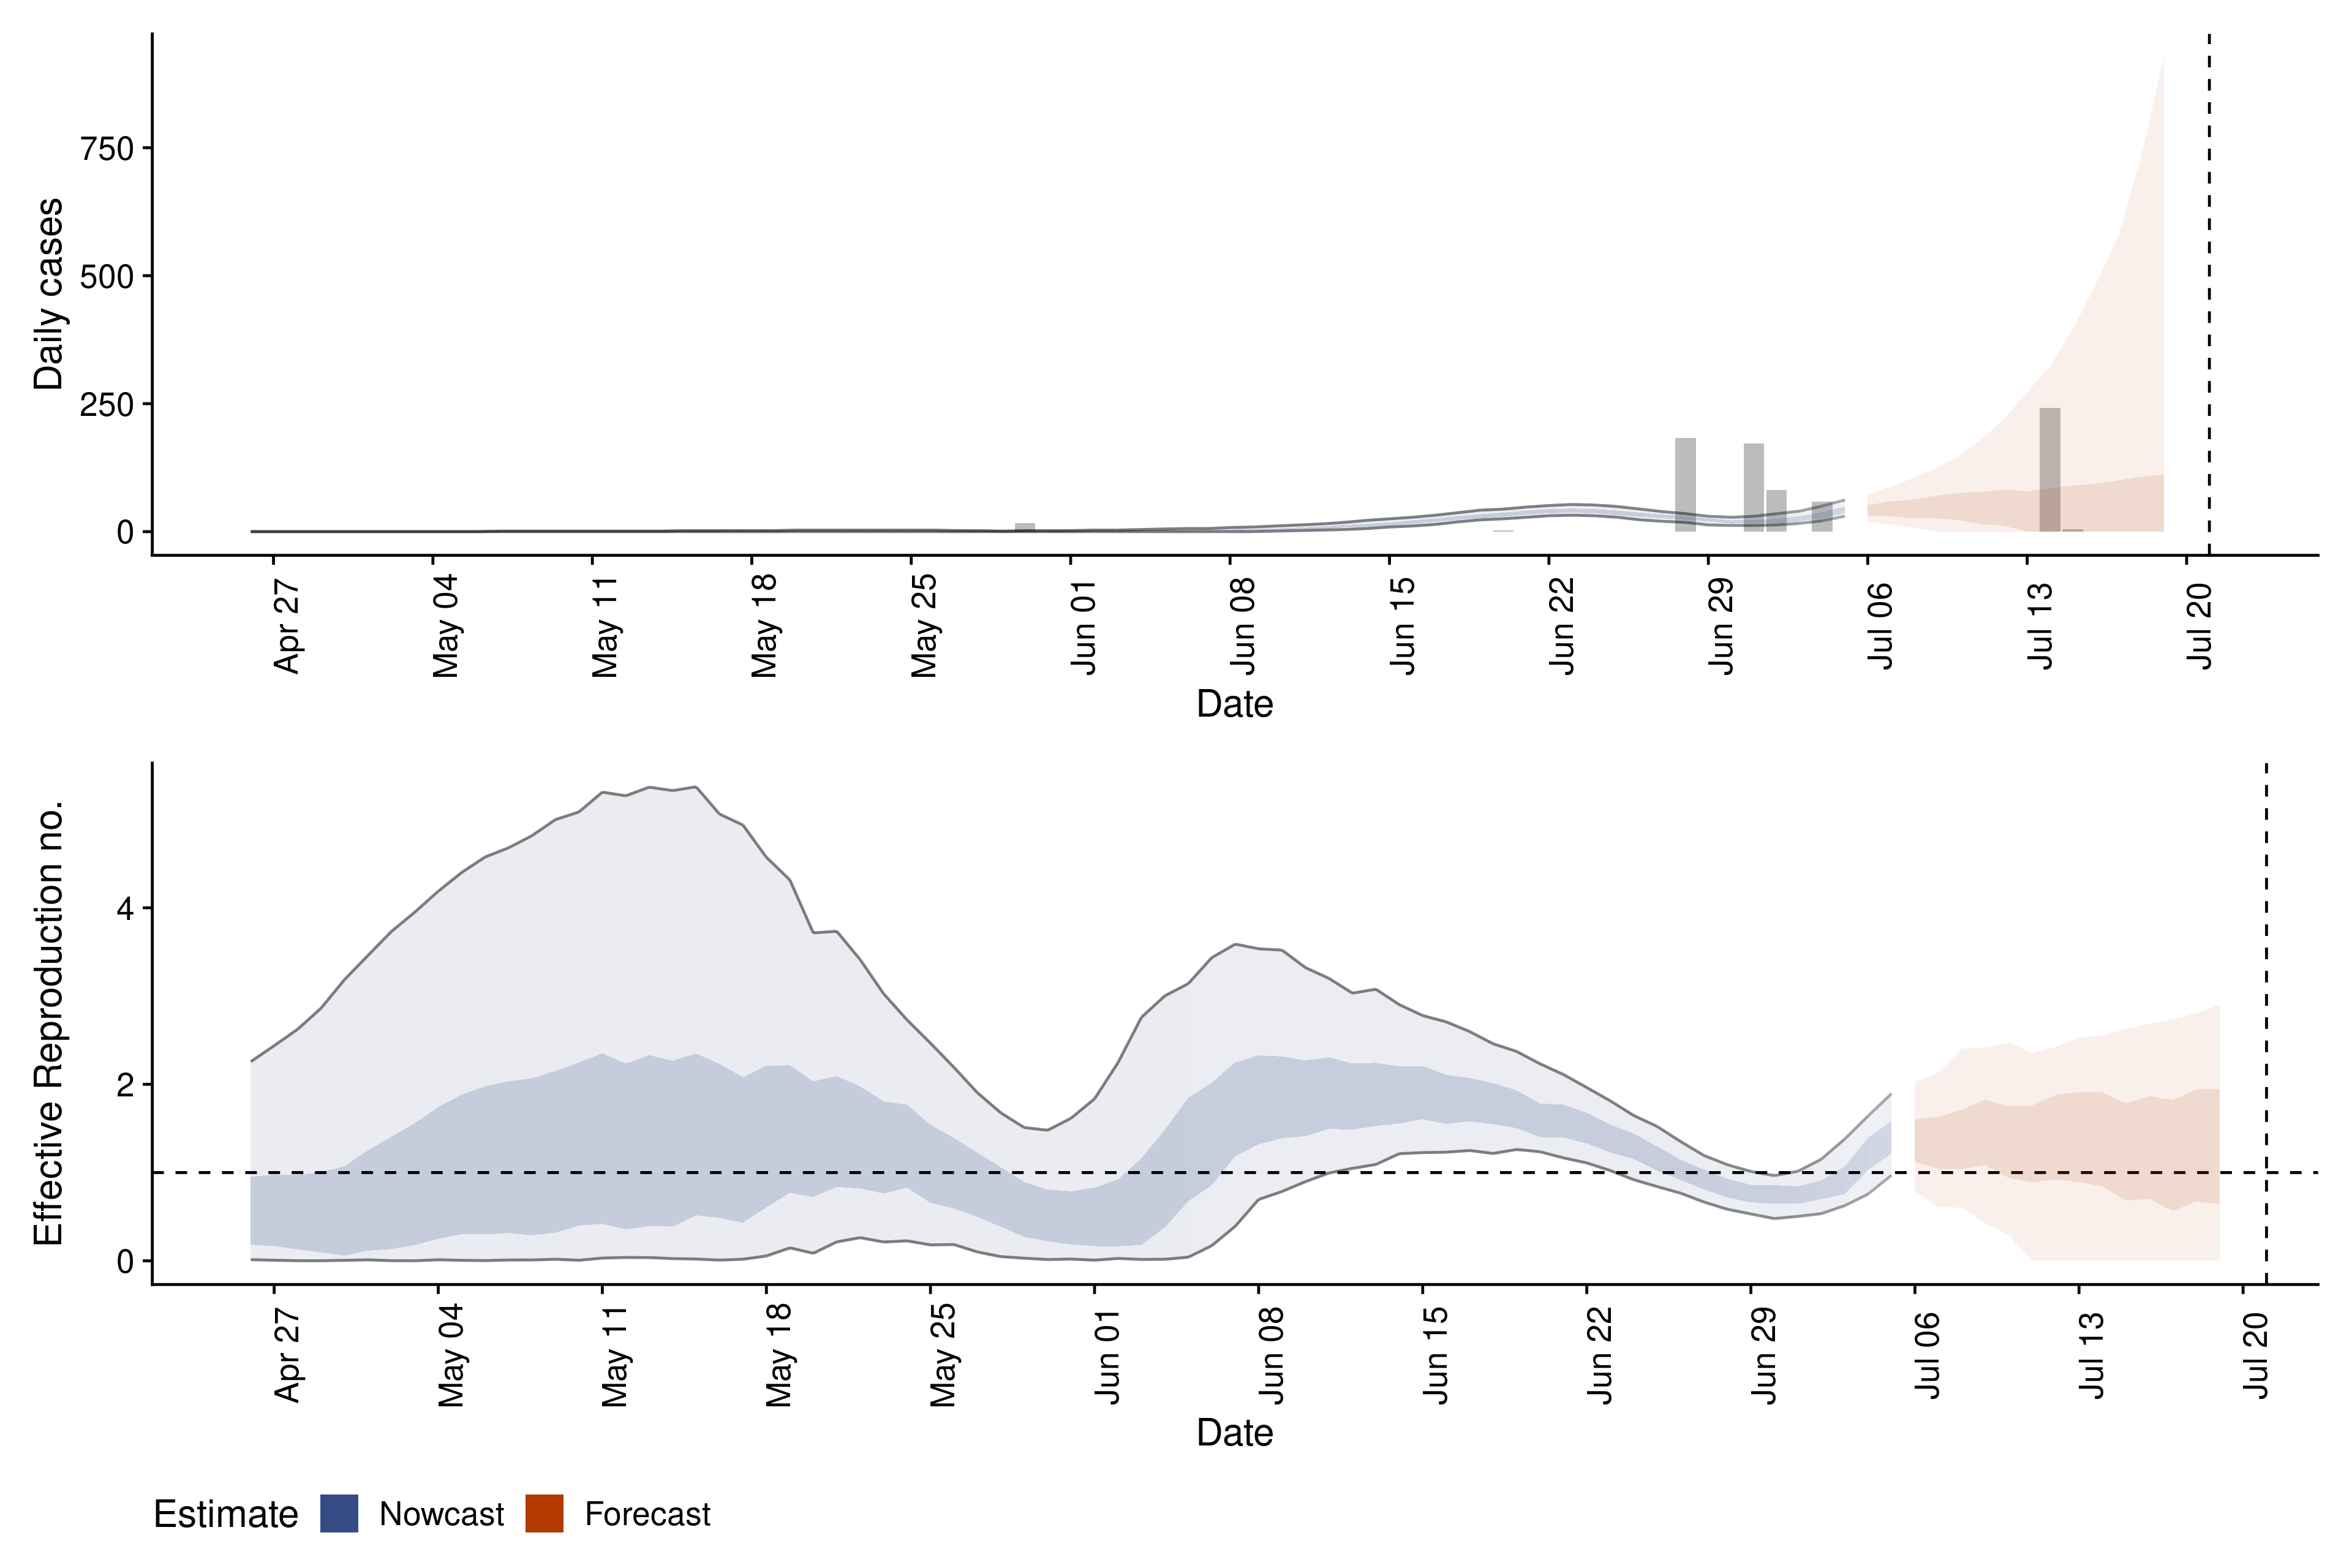 Daily cases
750
500
250
0
Apr 27
May 04
May 11
May 18
May 25
Jun 01
Jun 08
Jun 15
Jun 22
Jun 29
Jul 06
Jul 13
Jul 20
Date
Effective Reproduction no.
4
2
0
Apr 27
May 04
May 11
May 18
May 25
Jun 01
Jun 08
Jun 15
Jun 22
Jun 29
Jul 06
Jul 13
Jul 20
Date
Estimate Nowcast Forecast